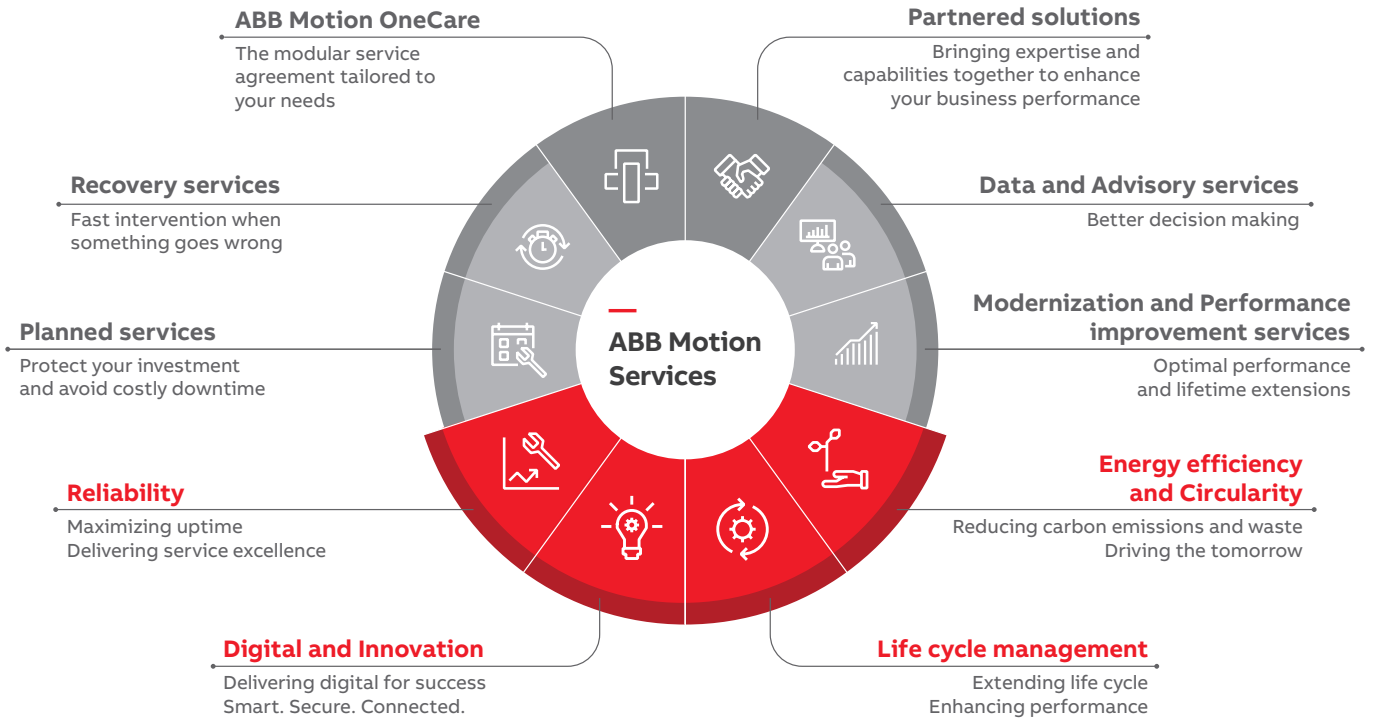 ABB Motion OneCare
The modular service
agreement tailored to
your needs
Partnered solutions
Bringing expertise and
capabilities together to enhance
your business performance
Recovery services
Fast intervention when
something goes wrong
Data and Advisory services
Better decision making
Planned services
Protect your investment
and avoid costly downtime
ABB Motion
Services
Modernization and Performance
improvement services
Optimal performance
and lifetime extensions
Reliability
Maximizing uptime
Delivering service excellence
Energy efficiency
and Circularity
Reducing carbon emissions and waste
Driving the tomorrow
Digital and Innovation
Delivering digital for success
Smart. Secure. Connected.
Life cycle management
Extending life cycle
Enhancing performance